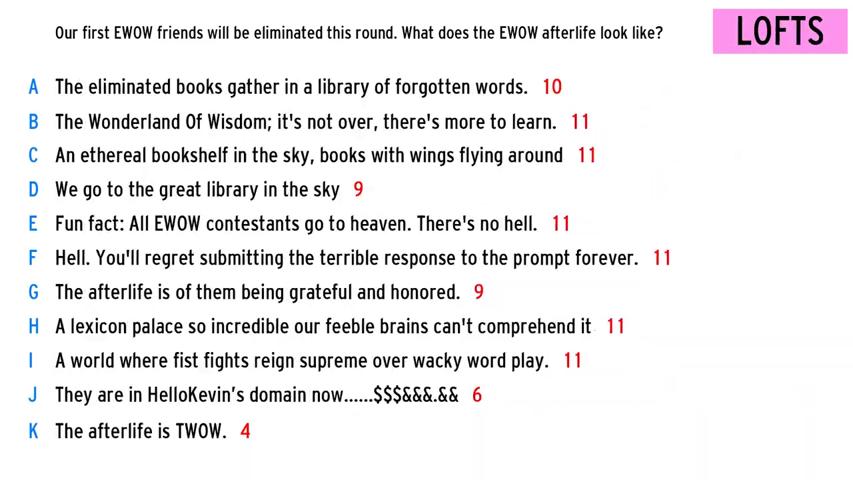 Our first EWOW friends will be eliminated this round. What does the EWOW afterlife look like?
LOFTS
A The eliminated books gather in a library of forgotten words. 10
B The Wonderland Of Wisdom; it's not over, there's more to learn. 11
C An ethereal bookshelf in the sky, books with wings flying around 11
D We go to the great library in the sky 9
E Fun fact: All EWOW contestants go to heaven. There's no hell. 11
F Hell. You'll regret submitting the terrible response to the prompt forever. 11
G The afterlife is of them being grateful and honored. 9
H A lexicon palace so incredible our feeble brains can't comprehend it 11
I A world where fist fights reign supreme over wacky word play. 11
J They are in HelloKevin's domain now......$$$&&&.&& 6
K The afterlife is TWOW. 4